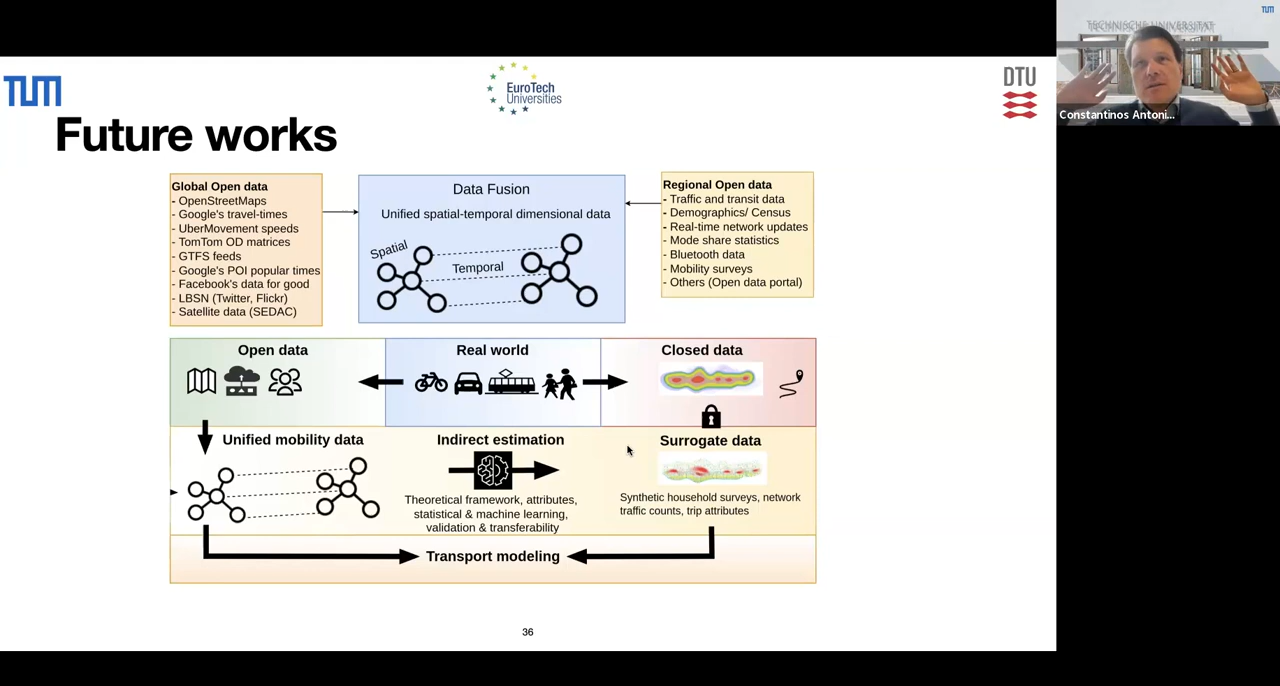 TUM
EuroTech
Universities
DTU
Future works
Global Open data
- OpenStreetMaps
- Google's travel-times
- UberMovement speeds
- TomTom OD matrices
- GTFS feeds
- Google's POI popular times
- Facebook's data for good
- LBSN (Twitter, Flickr)
- Satellite data (SEDAC)
Data Fusion
Unified spatial-temporal dimensional data
Spatial
Temporal
Regional Open data
- Traffic and transit data
- Demographics/ Census
- Real-time network updates
- Mode share statistics
- Bluetooth data
- Mobility surveys
- Others (Open data portal)
Open data
Real world
Closed data
Unified mobility data
Indirect estimation
Theoretical framework, attributes,
statistical & machine learning,
validation & transferability
Surrogate data
Synthetic household surveys, network
traffic counts, trip attributes
Transport modeling
36
TUM
TECHNISCHE UNIVERSITÄT
Constantinos Antoni...